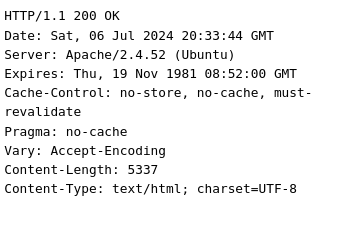 HTTP/1.1 200 OK
Date: Sat, 06 Jul 2024 20:33:44 GMT
Server: Apache/2.4.52 (Ubuntu)
Expires: Thu, 19 Nov 1981 08:52:00 GMT
Cache-Control: no-store, no-cache, must-
revalidate
Pragma: no-cache
Vary: Accept-Encoding
Content-Length: 5337
Content-Type: text/html; charset=UTF-8